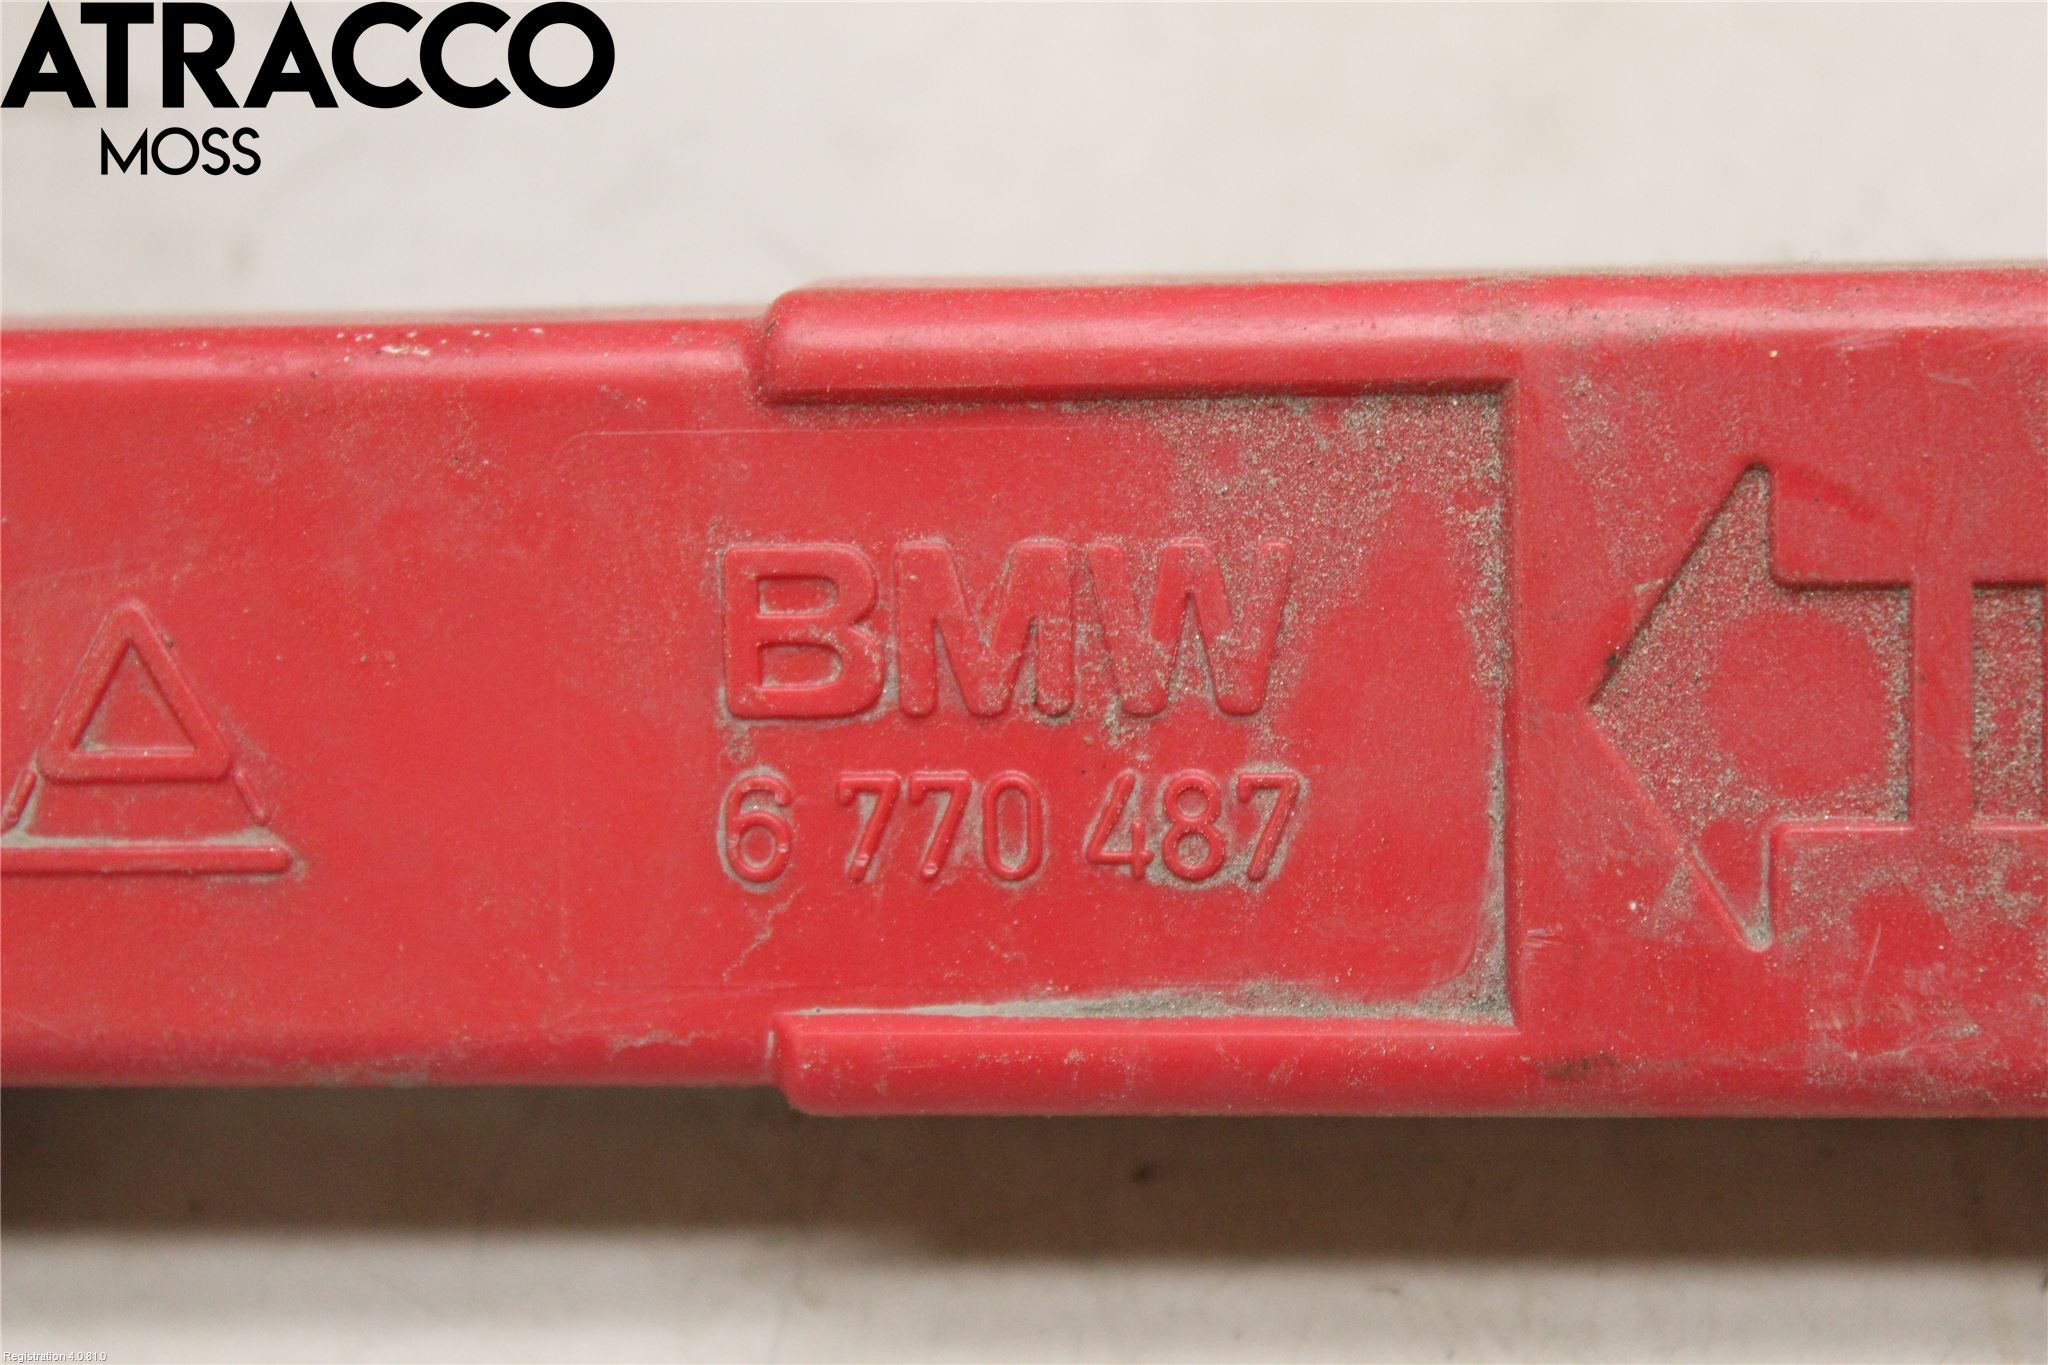 ATRACCO
MOSS
BMW
6 770 487
Registration 4.0.81.0